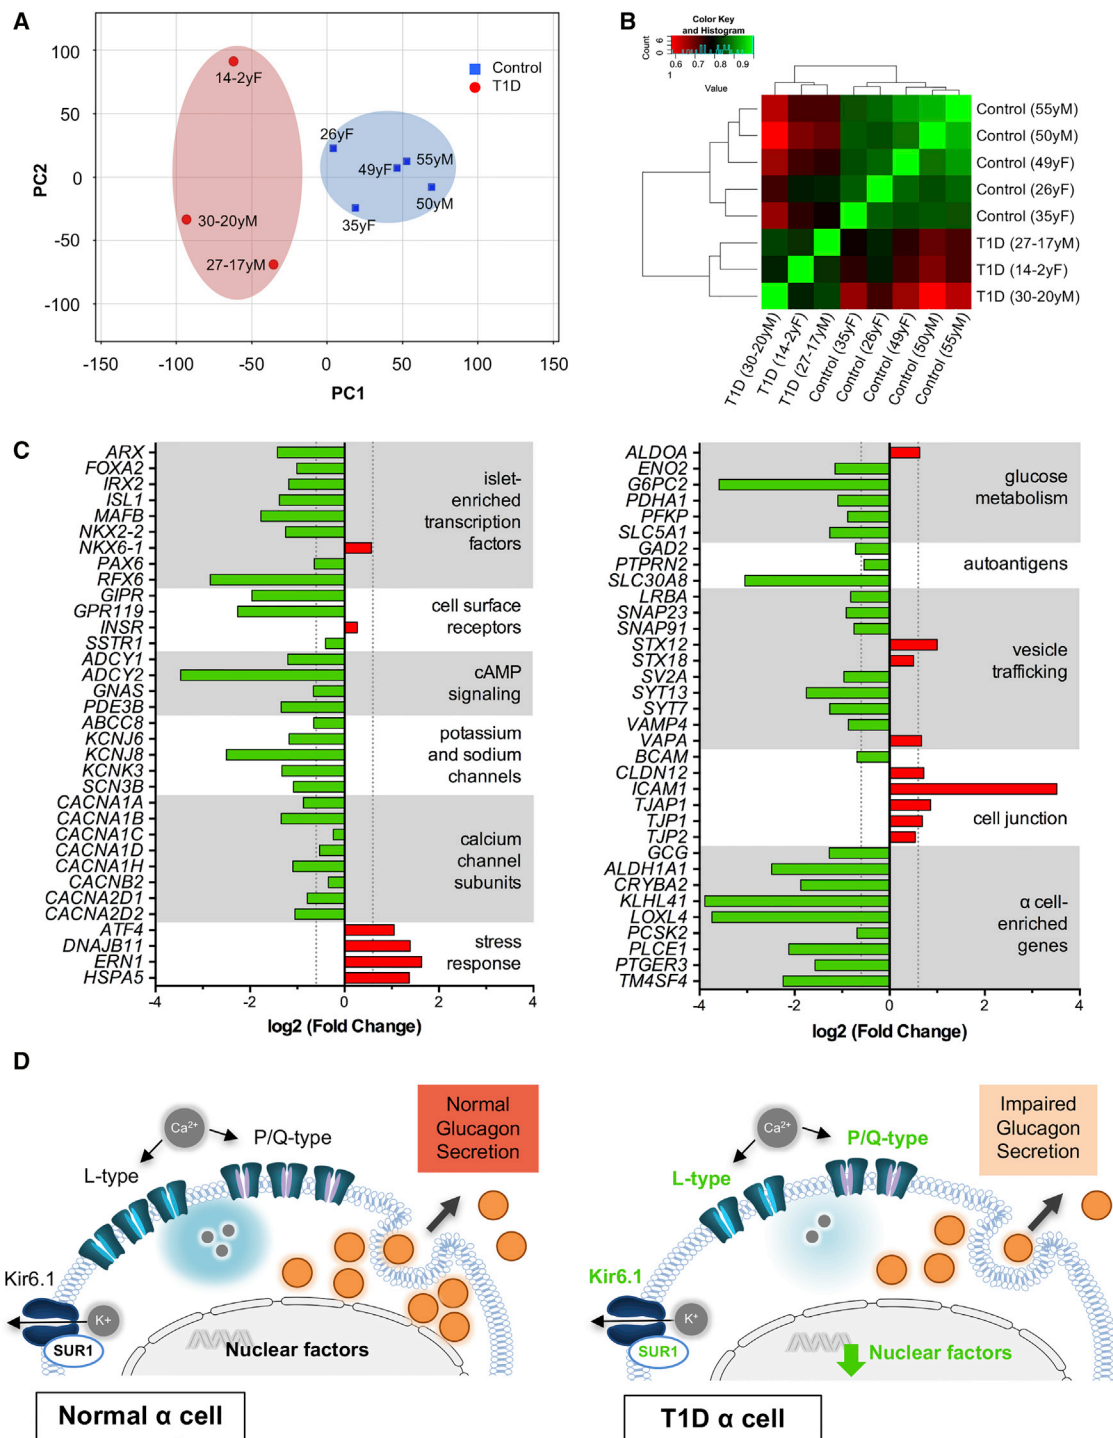 A
100
50
0
-50
-100
PC2
-150
-100
-50
0
50
100
150
PC1
Control
T1D
14-2yF
30-20yM
27-17yM
26yF
49yF
55yM
50yM
35yF
B
Color Key
and Histogram
Count
6
0
0.6
0.7
0.8
0.9
1
Value
Control (55yM)
Control (50yM)
Control (49yF)
Control (26yF)
Control (35yF)
T1D (27-17yM)
T1D (14-2yF)
T1D (30-20yM)
T1D (30-20yM)
T1D (14-2yF)
T1D (27-17yM)
Control (35yF)
Control (26yF)
Control (49yF)
Control (50yM)
Control (55yM)
C
ARX
FOXA2
IRX2
ISL1
MAFB
NKX2-2
NKX6-1
PAX6
RFX6
islet-
enriched
transcription
factors
GIPR
GPR119
INSR
SSTR1
cell surface
receptors
ADCY1
ADCY2
GNAS
PDE3B
cAMP
signaling
ABCC8
KCNJ6
KCNJ8
KCNK3
SCN3B
potassium
and sodium
channels
CACNA1A
CACNA1B
CACNA1C
CACNA1D
CACNA1H
CACNB2
CACNA2D1
CACNA2D2
calcium
channel
subunits
ATF4
DNAJB11
ERN1
HSPA5
stress
response
-4
-2
0
2
4
log2 (Fold Change)
ALDOA
ENO2
G6PC2
PDHA1
PFKP
SLC5A1
glucose
metabolism
GAD2
PTPRN2
SLC30A8
autoantigens
LRBA
SNAP23
SNAP91
STX12
STX18
SV2A
SYT13
SYT7
VAMP4
VAPA
vesicle
trafficking
BCAM
CLDN12
ICAM1
TJAP1
TJP1
TJP2
cell junction
GCG
ALDH1A1
CRYBA2
KLHL41
LOXL4
PCSK2
PLCE1
PTGER3
TM4SF4
α cell-
enriched
genes
-4
-2
0
2
4
log2 (Fold Change)
D
Ca2+
L-type
P/Q-type
Normal
Glucagon
Secretion
Kir6.1
K+
SUR1
Nuclear factors
Normal α cell
Ca2+
L-type
P/Q-type
Impaired
Glucagon
Secretion
Kir6.1
K+
SUR1
Nuclear factors
T1D α cell